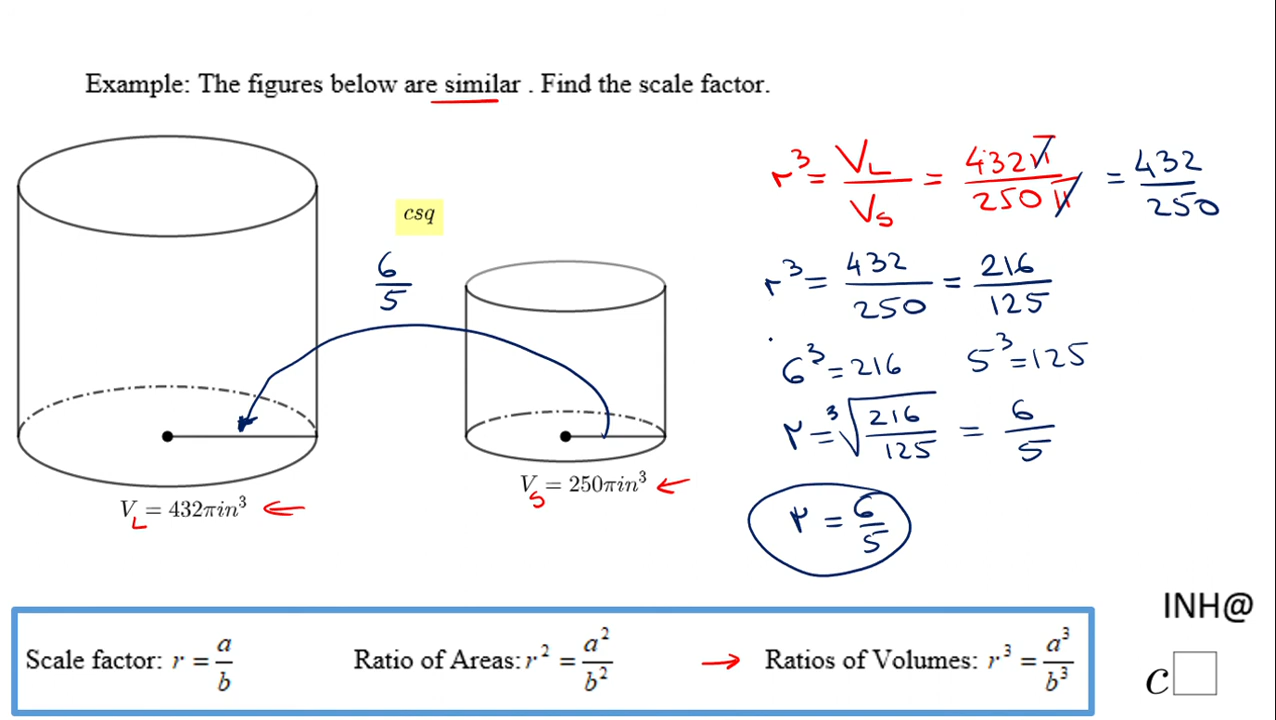 Example: The figures below are similar . Find the scale factor.
r³ = V_L / V_S = 432π / 250π = 432 / 250
csq
6 / 5
r³ = 432 / 250 = 216 / 125
6³ = 216 5³ = 125
r = ³√(216 / 125) = 6 / 5
V_L = 432πin³
V_S = 250πin³
r = 6 / 5
INH@
Scale factor: r = a / b
Ratio of Areas: r² = a² / b²
Ratios of Volumes: r³ = a³ / b³
c